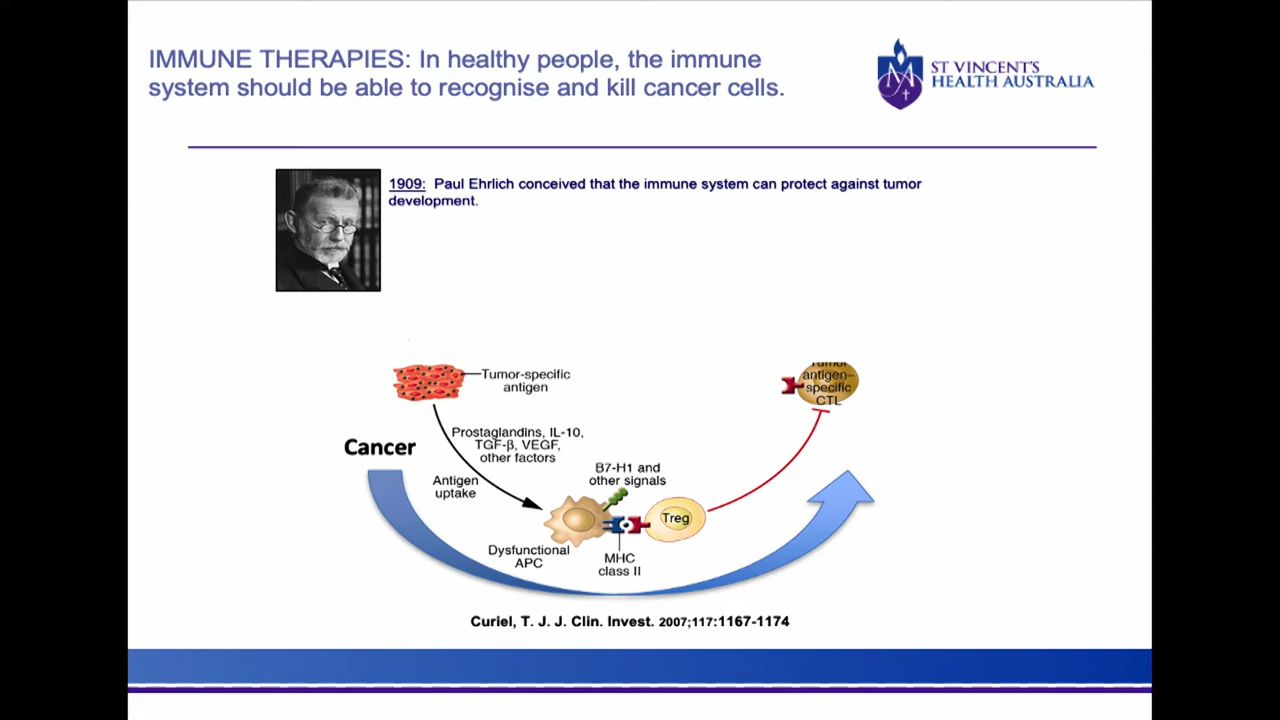 IMMUNE THERAPIES: In healthy people, the immune
system should be able to recognise and kill cancer cells.
ST VINCENT'S
HEALTH AUSTRALIA
1909: Paul Ehrlich conceived that the immune system can protect against tumor
development.
Tumor-specific
antigen
Tumor
antigen–
specific
CTL
Cancer
Prostaglandins, IL-10,
TGF-β, VEGF,
other factors
Antigen
uptake
B7-H1 and
other signals
Treg
Dysfunctional
APC
MHC
class II
Curiel, T. J. J. Clin. Invest. 2007;117:1167-1174